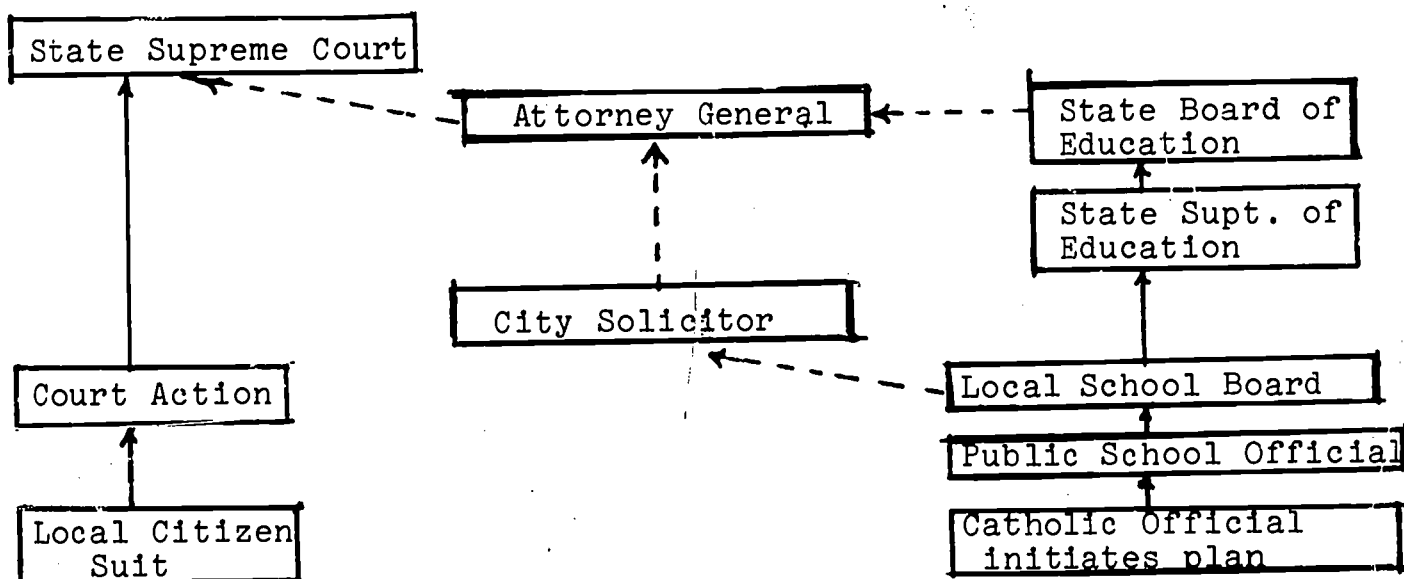 State Supreme Court
Attorney General
State Board of
Education
State Supt. of
Education
City Solicitor
Court Action
Local School Board
Public School Official
Local Citizen
Suit
Catholic Official
initiates plan